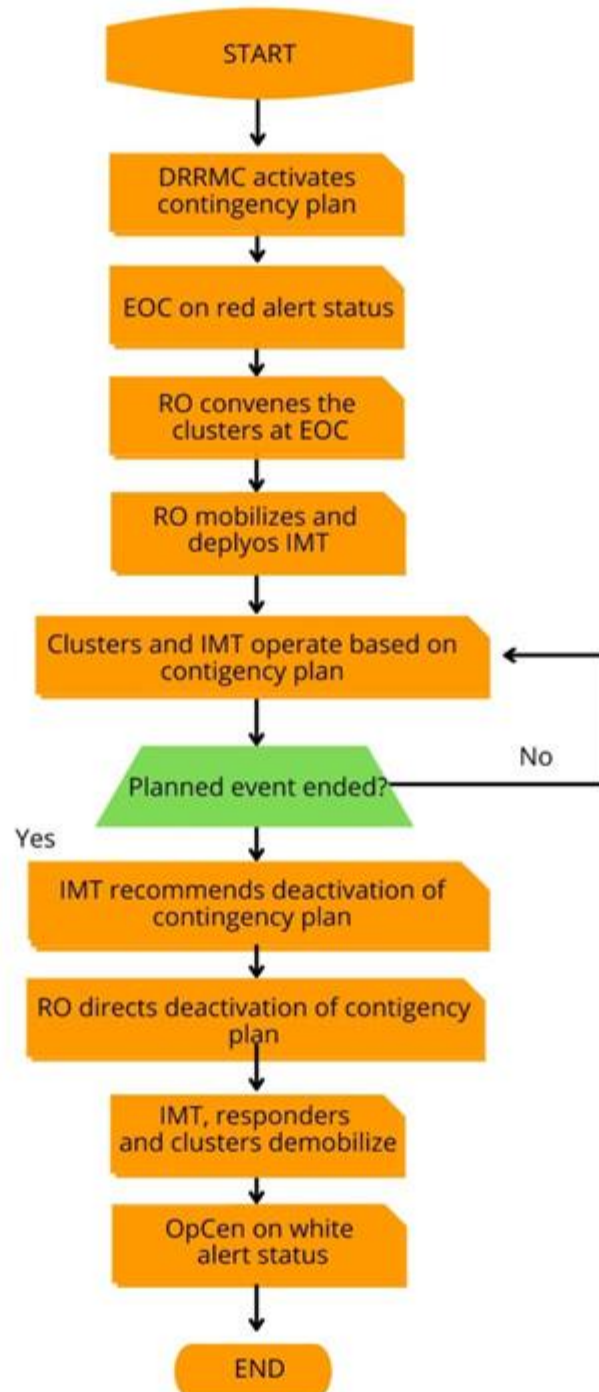 START
DRRMC activates
contingency plan
EOC on red alert status
RO convenes the
clusters at EOC
RO mobilizes and
deplyos IMT
Clusters and IMT operate based on
contigency plan
Planned event ended?
No
Yes
IMT recommends deactivation of
contingency plan
RO directs deactivation of contigency
plan
IMT, responders
and clusters demobilize
OpCen on white
alert status
END